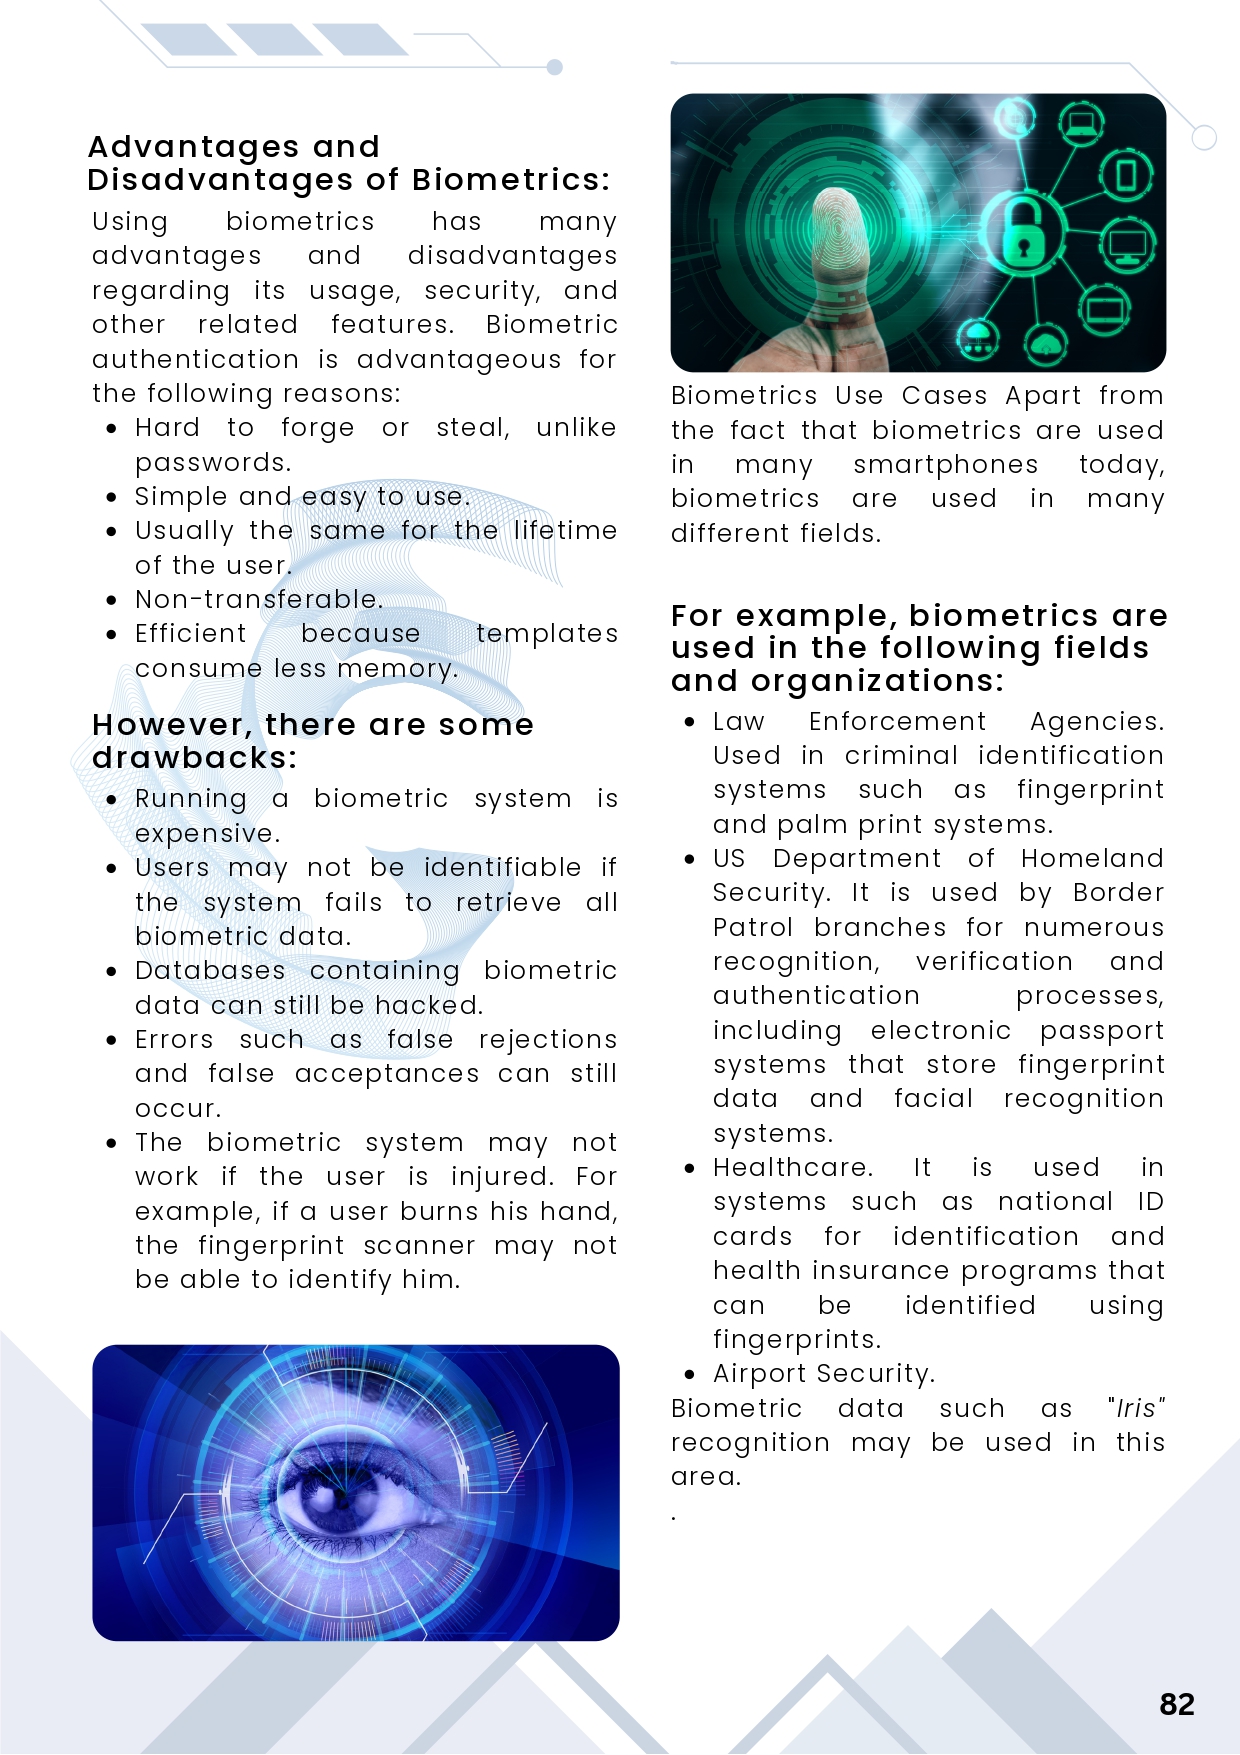 Advantages and
Disadvantages of Biometrics:
Using biometrics has many
advantages and disadvantages
regarding its usage, security, and
other related features. Biometric
authentication is advantageous for
the following reasons:
• Hard to forge or steal, unlike
passwords.
• Simple and easy to use.
• Usually the same for the lifetime
of the user.
• Non-transferable.
• Efficient because templates
consume less memory.
However, there are some
drawbacks:
• Running a biometric system is
expensive.
• Users may not be identifiable if
the system fails to retrieve all
biometric data.
• Databases containing biometric
data can still be hacked.
• Errors such as false rejections
and false acceptances can still
occur.
• The biometric system may not
work if the user is injured. For
example, if a user burns his hand,
the fingerprint scanner may not
be able to identify him.
Biometrics Use Cases Apart from
the fact that biometrics are used
in many smartphones today,
biometrics are used in many
different fields.
For example, biometrics are
used in the following fields
and organizations:
• Law Enforcement Agencies.
Used in criminal identification
systems such as fingerprint
and palm print systems.
• US Department of Homeland
Security. It is used by Border
Patrol branches for numerous
recognition, verification and
authentication processes,
including electronic passport
systems that store fingerprint
data and facial recognition
systems.
• Healthcare. It is used in
systems such as national ID
cards for identification and
health insurance programs that
can be identified using
fingerprints.
• Airport Security.
Biometric data such as "Iris"
recognition may be used in this
area.
.
82